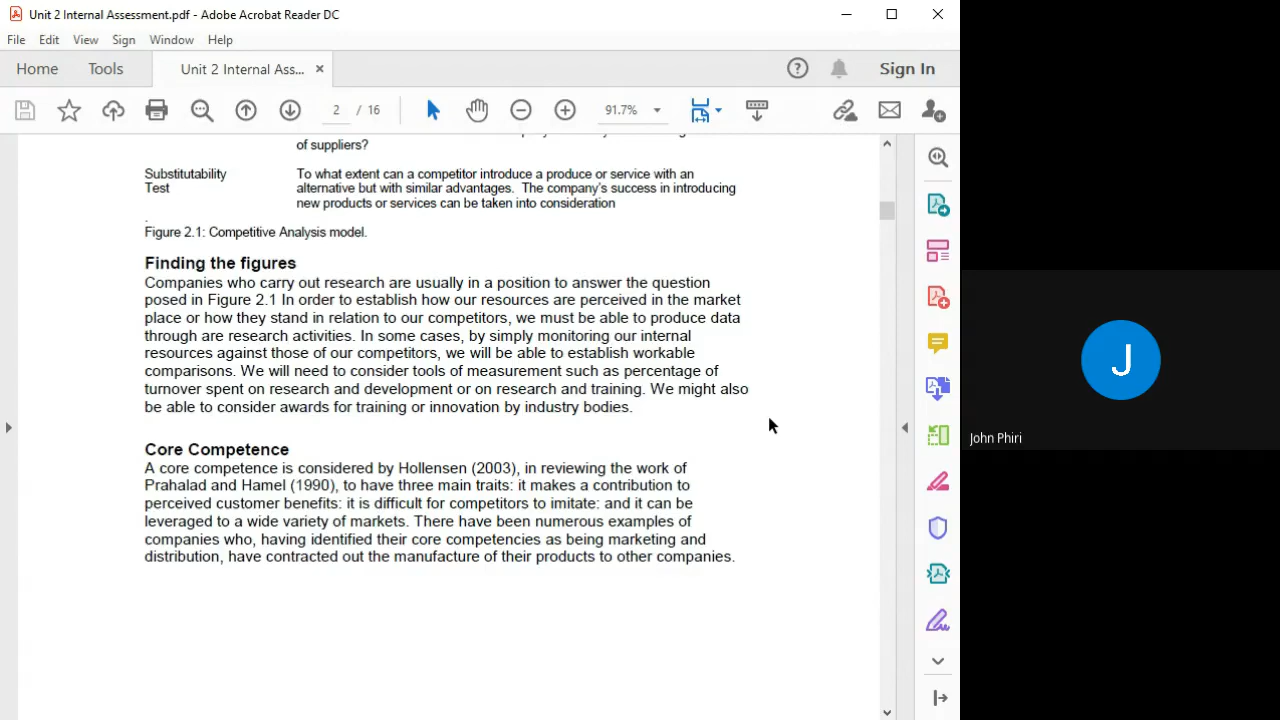 Unit 2 Internal Assessment.pdf - Adobe Acrobat Reader DC
File Edit View Sign Window Help
Home Tools Unit 2 Internal Ass... × Sign In
2 / 16 91.7%
of suppliers?
Substitutability To what extent can a competitor introduce a produce or service with an
Test alternative but with similar advantages. The company's success in introducing
new products or services can be taken into consideration
.
Figure 2.1: Competitive Analysis model.
Finding the figures
Companies who carry out research are usually in a position to answer the question
posed in Figure 2.1 In order to establish how our resources are perceived in the market
place or how they stand in relation to our competitors, we must be able to produce data
through are research activities. In some cases, by simply monitoring our internal
resources against those of our competitors, we will be able to establish workable
comparisons. We will need to consider tools of measurement such as percentage of
turnover spent on research and development or on research and training. We might also
be able to consider awards for training or innovation by industry bodies.
Core Competence
A core competence is considered by Hollensen (2003), in reviewing the work of
Prahalad and Hamel (1990), to have three main traits: it makes a contribution to
perceived customer benefits: it is difficult for competitors to imitate: and it can be
leveraged to a wide variety of markets. There have been numerous examples of
companies who, having identified their core competencies as being marketing and
distribution, have contracted out the manufacture of their products to other companies.
J
John Phiri